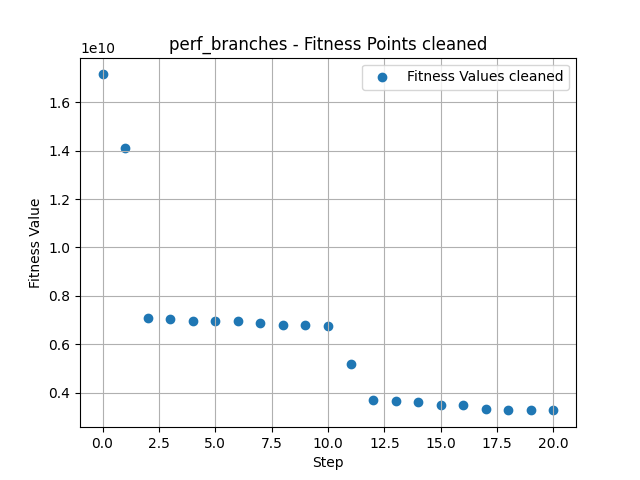 perf_branches - Fitness Points cleaned
1e10
Fitness Values cleaned
1.6
1.4
1.2
1.0
0.8
0.6
0.4
Fitness Value
0.0 2.5 5.0 7.5 10.0 12.5 15.0 17.5 20.0
Step